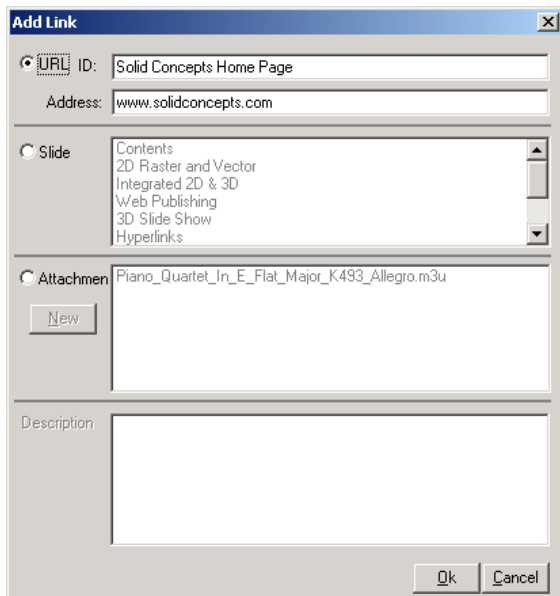 Add Link
URL ID: Solid Concepts Home Page
Address: www.solidconcepts.com
Slide
Contents
2D Raster and Vector
Integrated 2D & 3D
Web Publishing
3D Slide Show
Hyperlinks
Attachmen Piano_Quartet_In_E_Flat_Major_K493_Allegro.m3u
New
Description
Ok Cancel